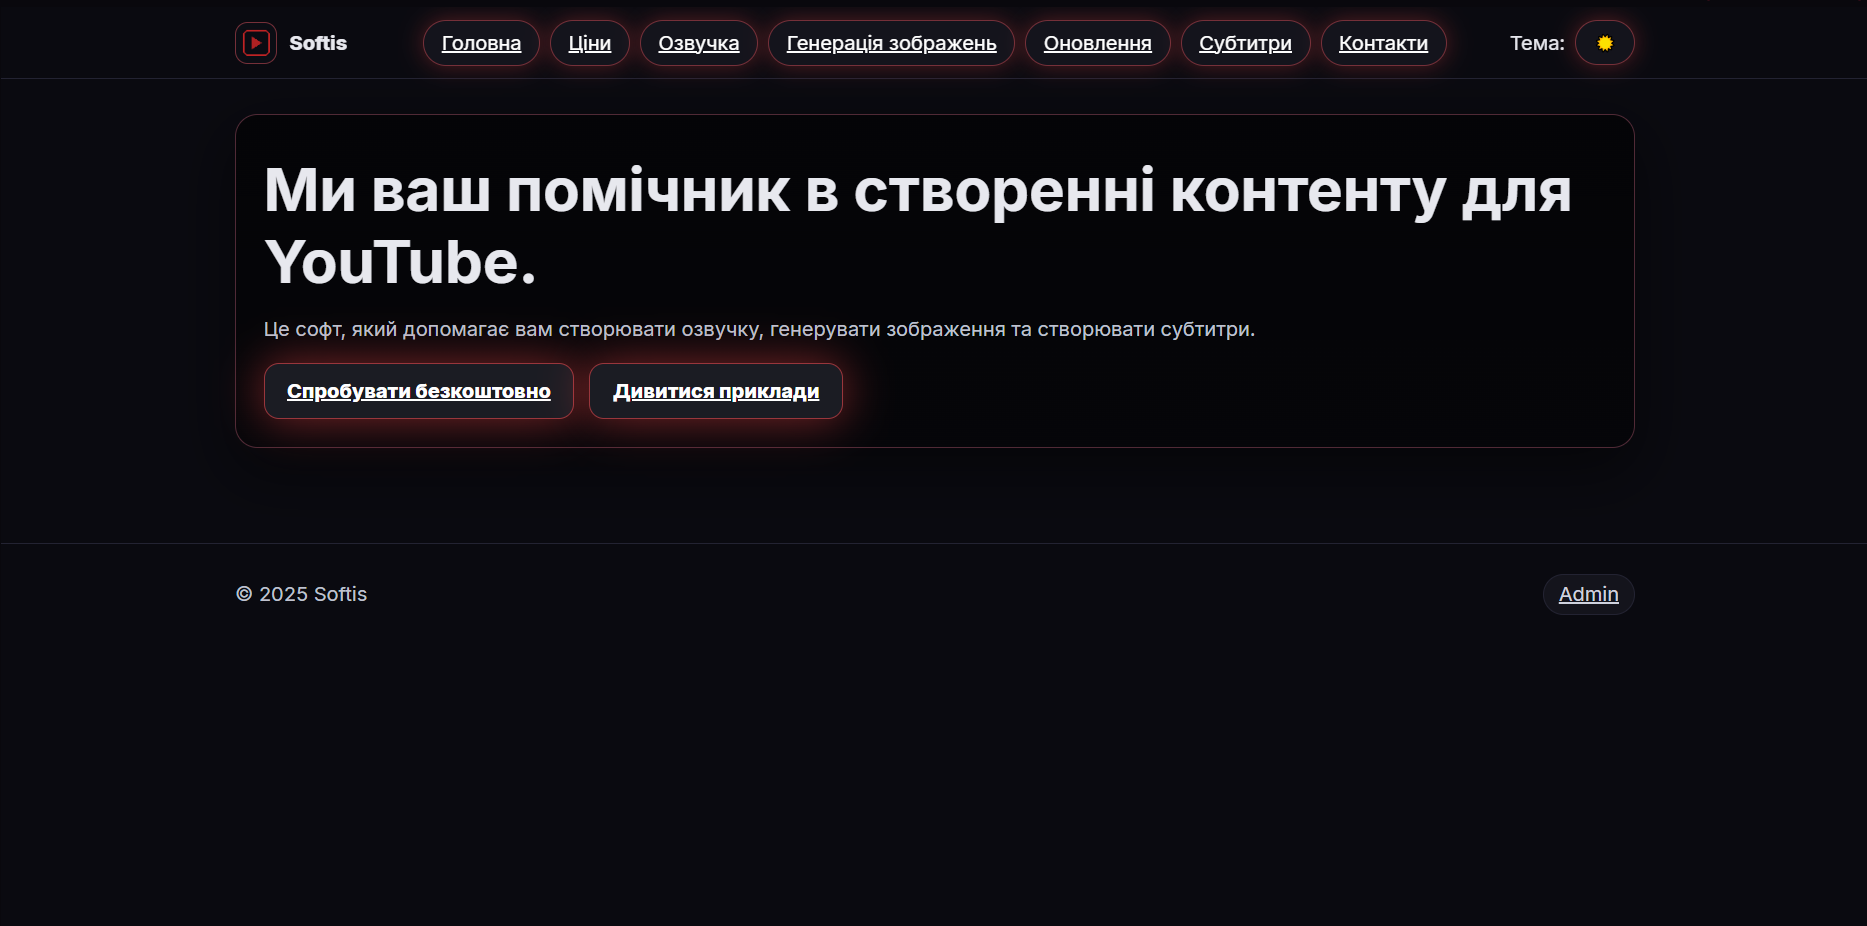 Softis
Головна
Ціни
Озвучка
Генерація зображень
Оновлення
Субтитри
Контакти
Тема:
Ми ваш помічник в створенні контенту для
YouTube.
Це софт, який допомагає вам створювати озвучку, генерувати зображення та створювати субтитри.
Спробувати безкоштовно
Дивитися приклади
© 2025 Softis
Admin